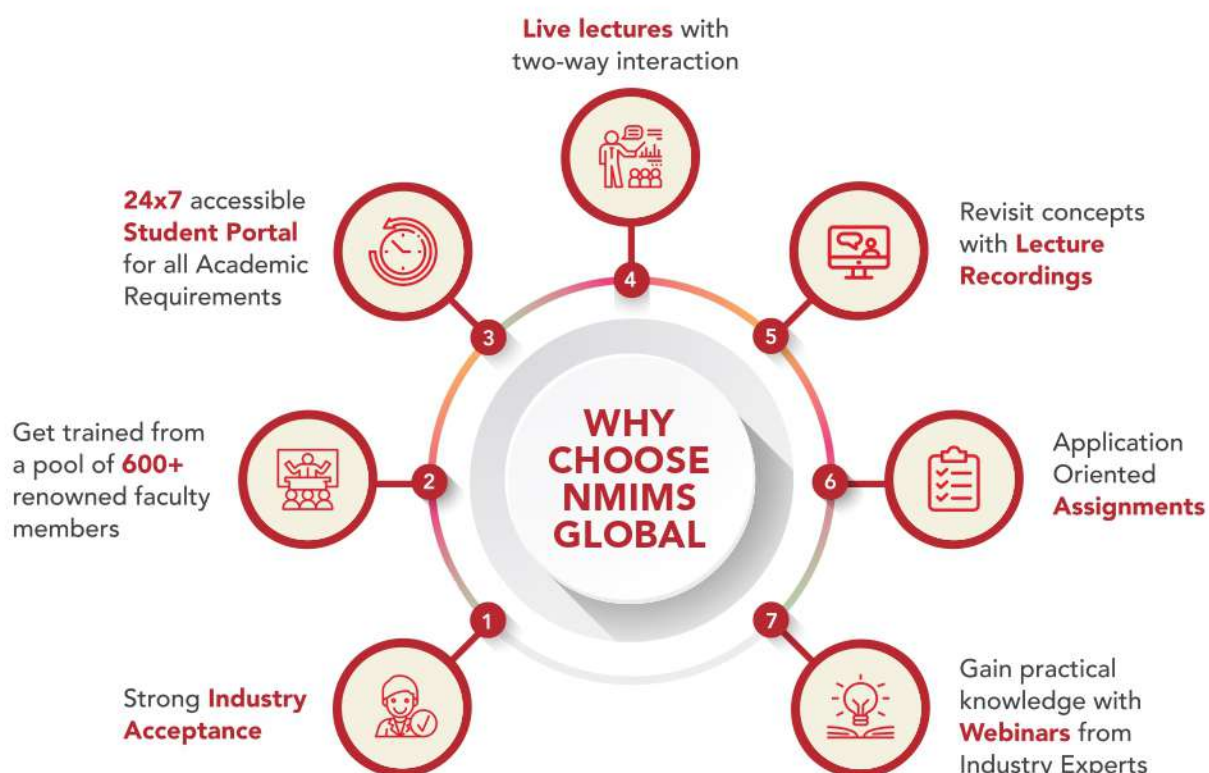 Live lectures with
two-way interaction
24x7 accessible
Student Portal
for all Academic
Requirements
Revisit concepts
with Lecture
Recordings
4
3
5
Get trained from
a pool of 600+
renowned faculty
members
2
WHY
CHOOSE
NMIMS
GLOBAL
6
Application
Oriented
Assignments
1
7
Strong Industry
Acceptance
Gain practical
knowledge with
Webinars from
Industry Experts